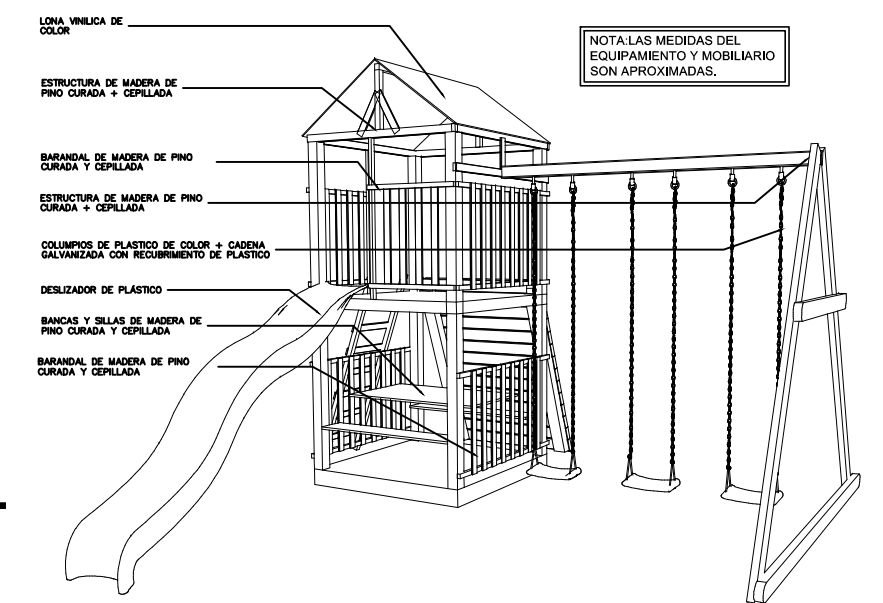 LONA VINILICA DE
COLOR
NOTA:LAS MEDIDAS DEL
EQUIPAMIENTO Y MOBILIARIO
SON APROXIMADAS.
ESTRUCTURA DE MADERA DE
PINO CURADA + CEPILLADA
BARANDAL DE MADERA DE PINO
CURADA Y CEPILLADA
ESTRUCTURA DE MADERA DE PINO
CURADA + CEPILLADA
COLUMPIOS DE PLASTICO DE COLOR + CADENA
GALVANIZADA CON RECUBRIMIENTO DE PLASTICO
DESLIZADOR DE PLÁSTICO
BANCAS Y SILLAS DE MADERA DE
PINO CURADA Y CEPILLADA
BARANDAL DE MADERA DE PINO
CURADA Y CEPILLADA